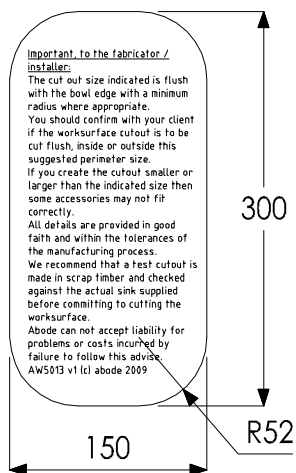 Important, to the fabricator /
installer:
The cut out size indicated is flush
with the bowl edge with a minimum
radius where appropriate.
You should confirm with your client
if the worksurface cutout is to be
cut flush, inside or outside this
suggested perimeter size.
If you create the cutout smaller or
larger than the indicated size then
some accessories may not fit
correctly.
All details are provided in good
faith and within the tolerances of
the manufacturing process.
We recommend that a test cutout is
made in scrap timber and checked
against the actual sink supplied
before committing to cutting the
worksurface.
Abode can not accept liability for
problems or costs incurred by
failure to follow this advise.
AW5013 v1 (c) abode 2009
300
R52
150